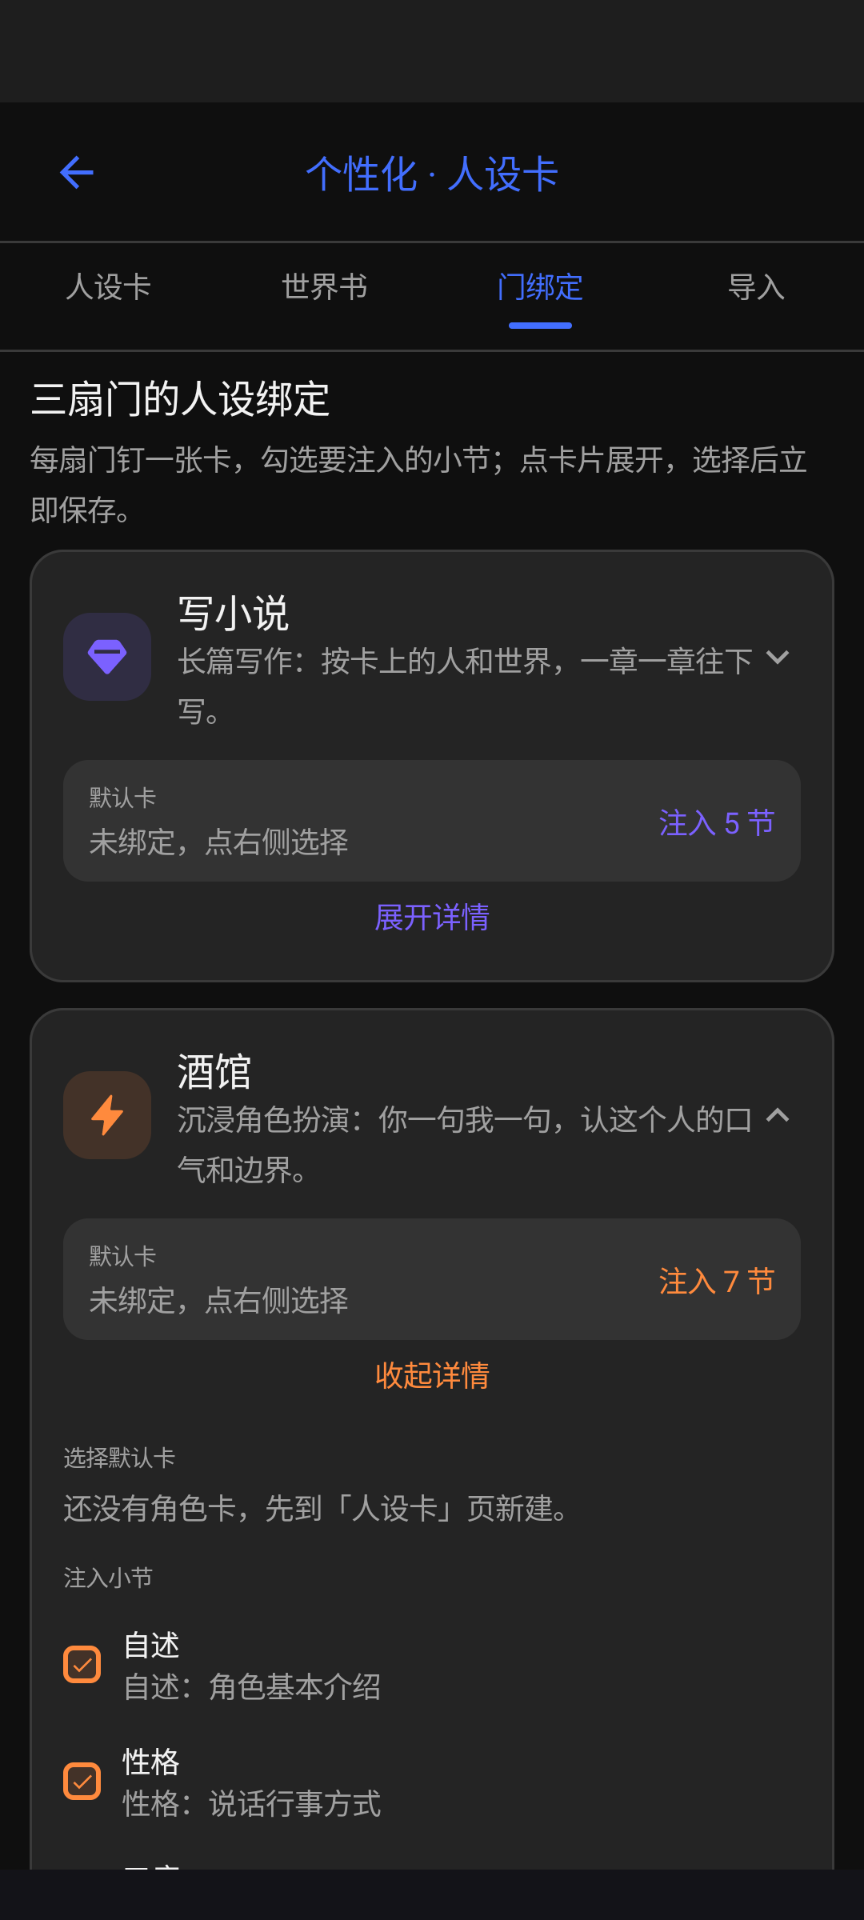 个性化 · 人设卡
人设卡
世界书
门绑定
导入
三扇门的人设绑定
每扇门钉一张卡，勾选要注入的小节；点卡片展开，选择后立
即保存。
写小说
长篇写作：按卡上的人和世界，一章一章往下
写。
默认卡
未绑定，点右侧选择
注入 5 节
展开详情
酒馆
沉浸角色扮演：你一句我一句，认这个人的口
气和边界。
默认卡
未绑定，点右侧选择
注入 7 节
收起详情
选择默认卡
还没有角色卡，先到「人设卡」页新建。
注入小节
自述
自述：角色基本介绍
性格
性格：说话行事方式